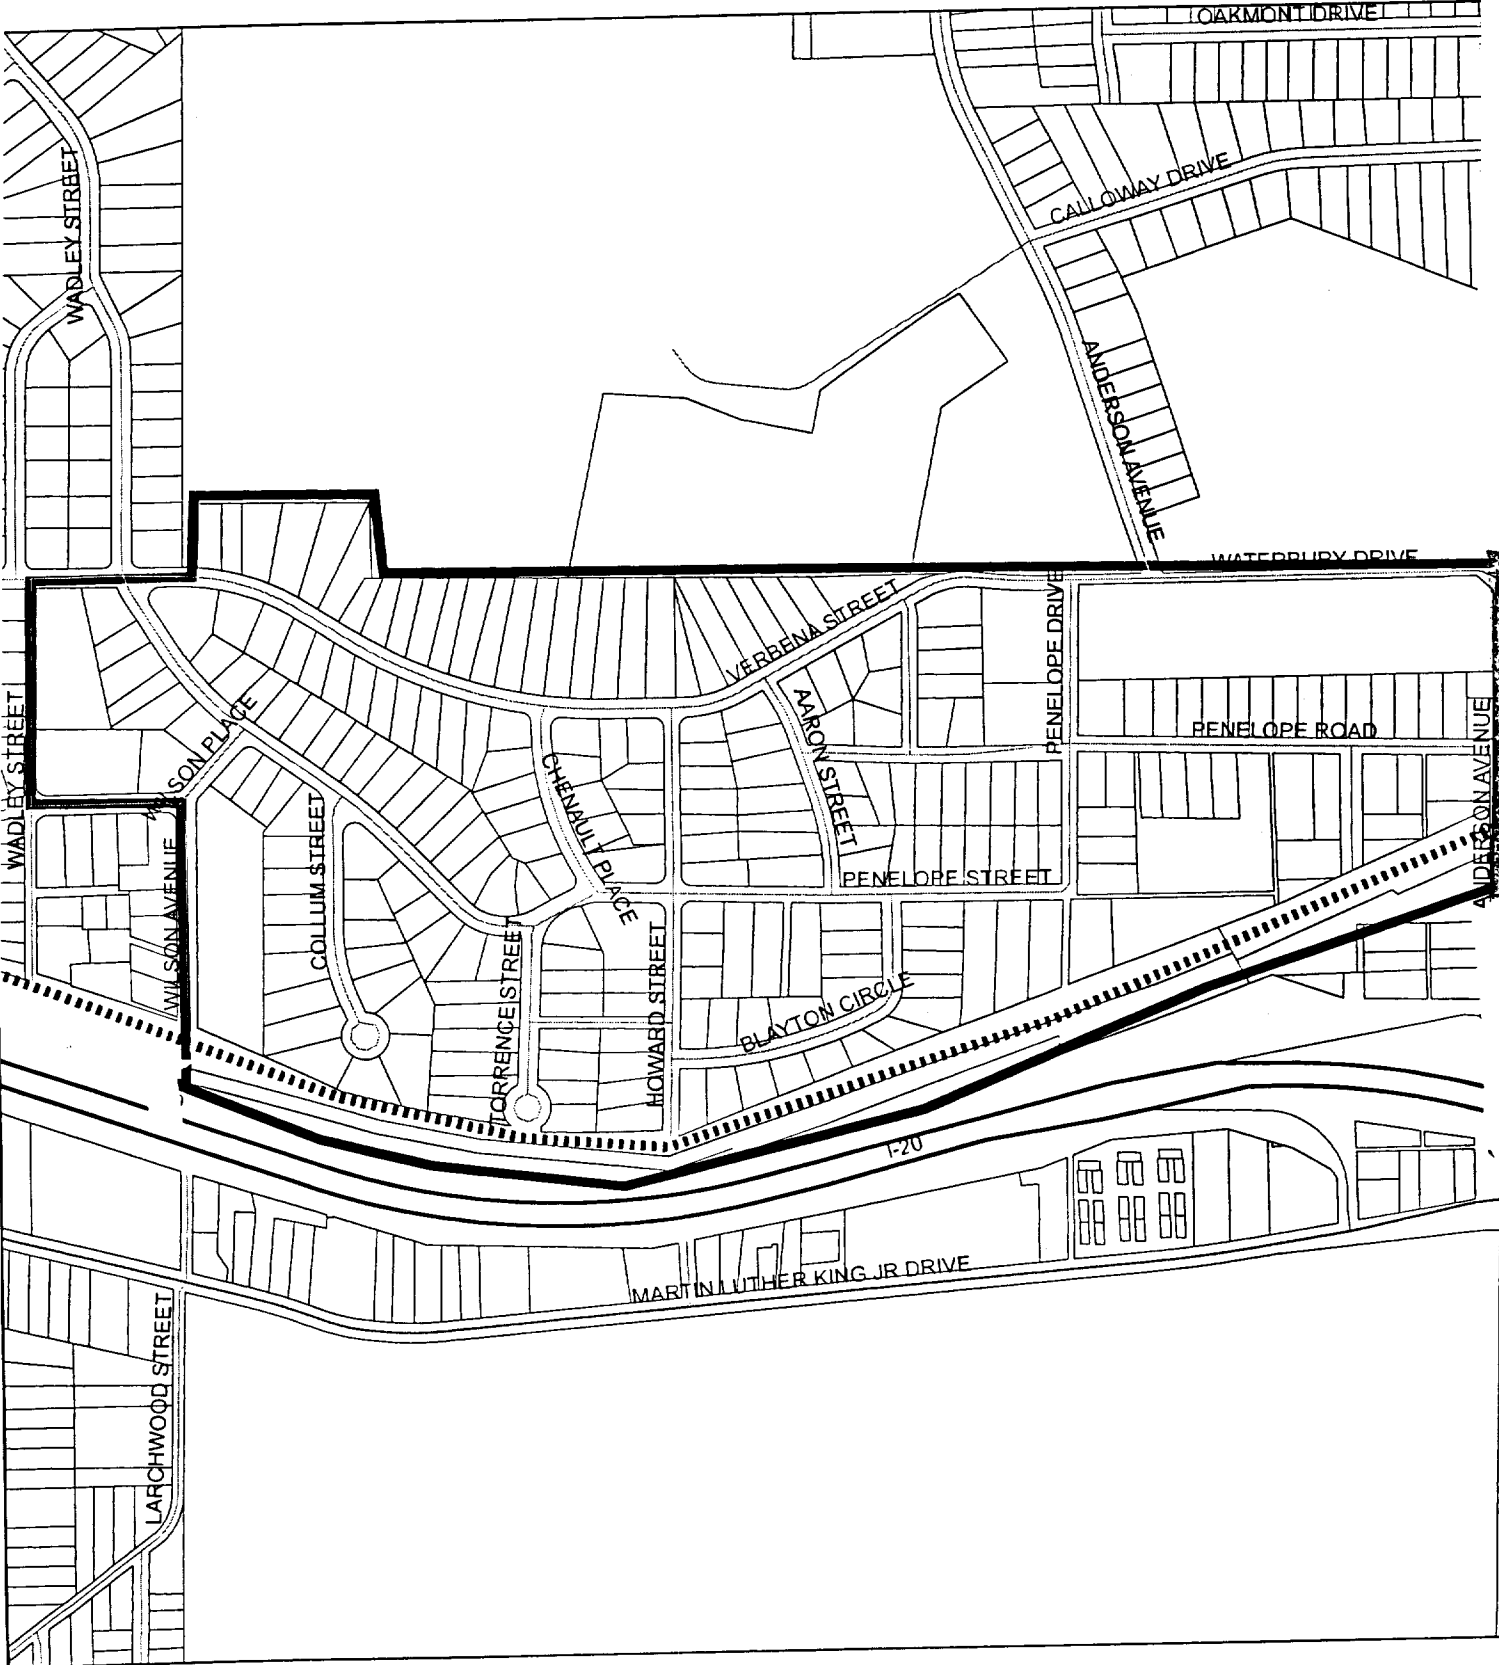 OAKMONT DRIVE
WADLEY STREET
CALLOWAY DRIVE
ANDERSON AVENUE
WATERBURY DRIVE
VERBENA STREET
PENELOPE DRIVE
WADLEY STREET
WILSON PLACE
AARON STREET
PENELOPE ROAD
ANDERSON AVENUE
CHENAULT PLACE
COLLUM STREET
PENELOPE STREET
WILSON AVENUE
TORRENCE STREET
HOWARD STREET
BLAYTON CIRCLE
I-20
MARTIN LUTHER KING JR DRIVE
LARCHWOOD STREET